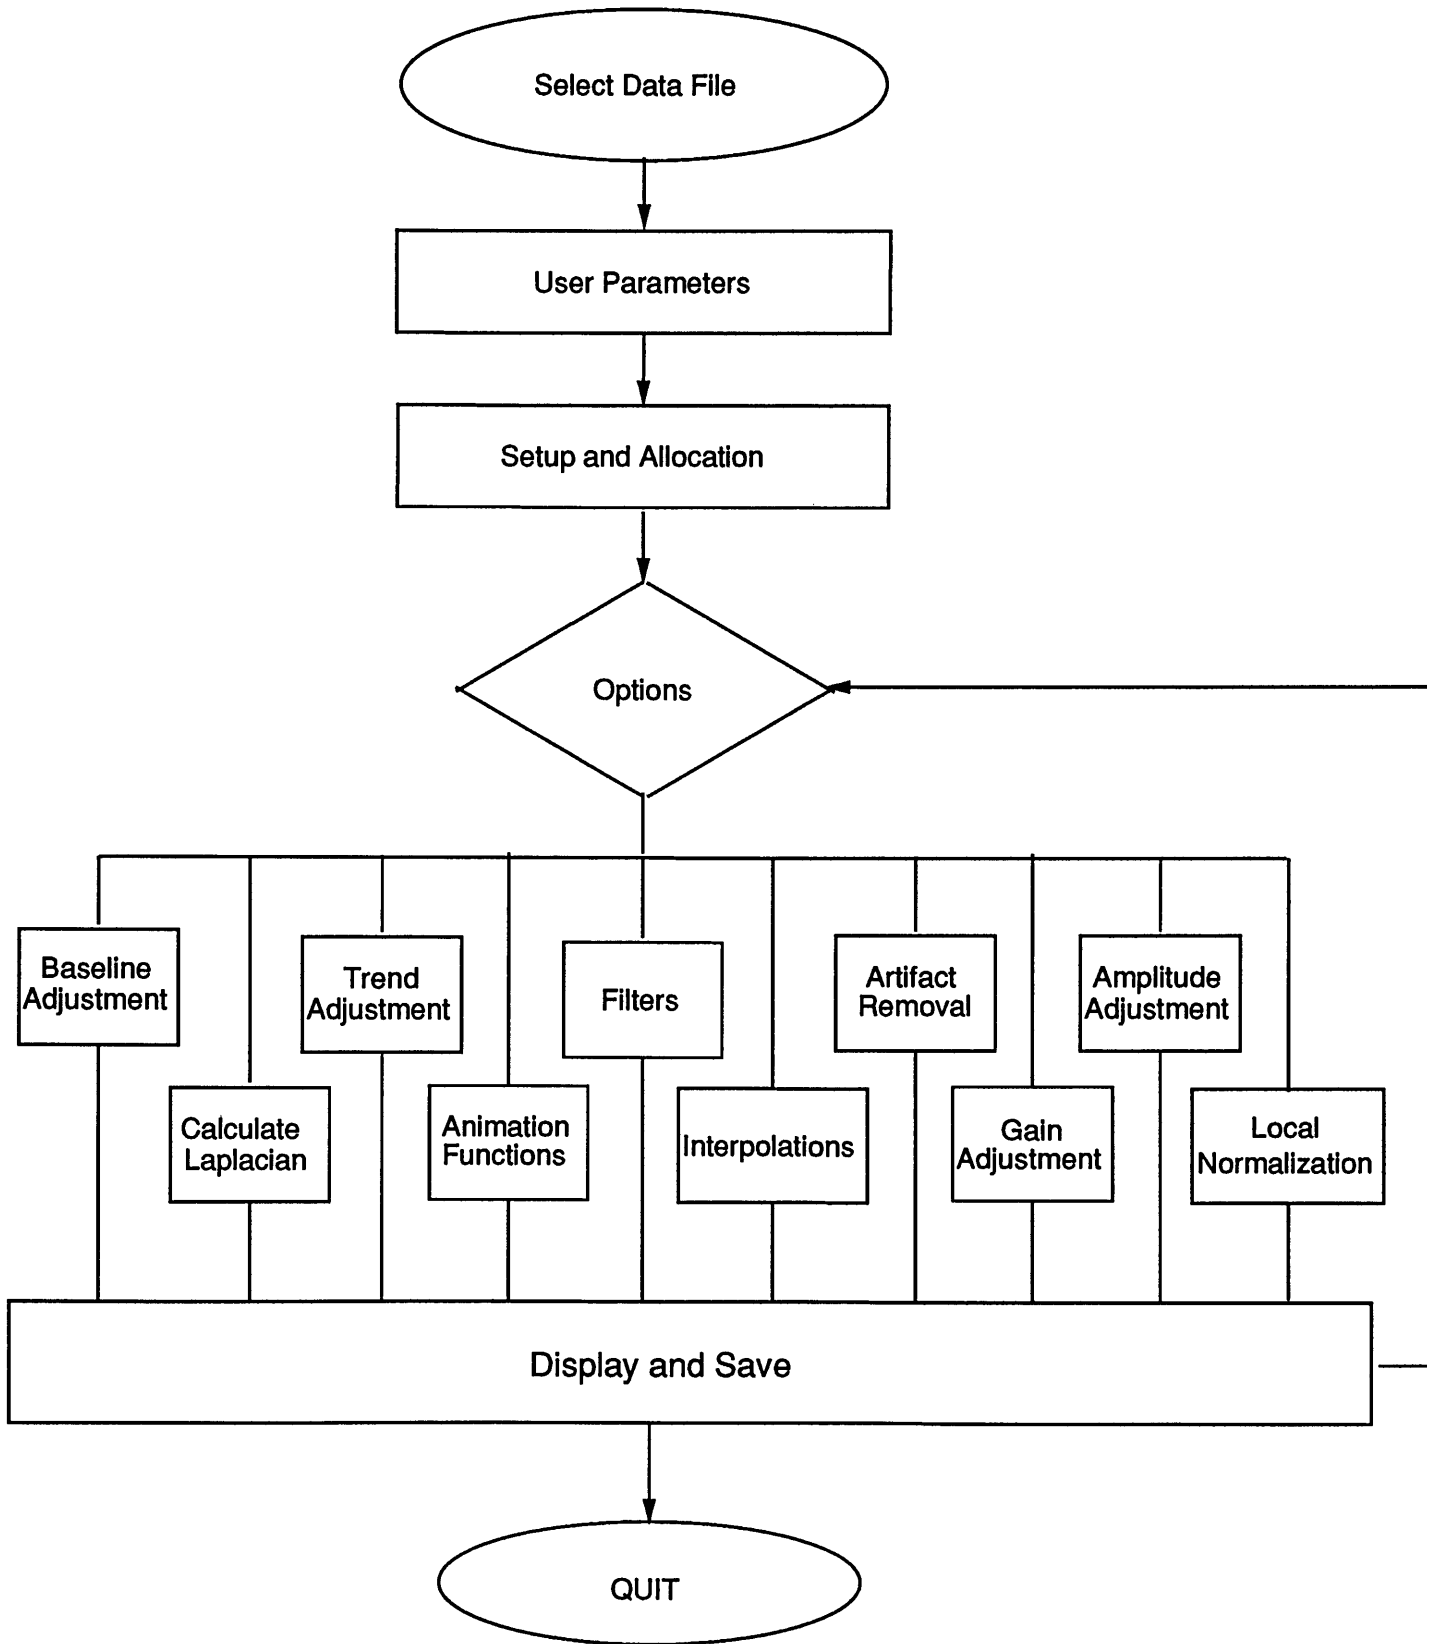 Select Data File
User Parameters
Setup and Allocation
Options
Baseline
Adjustment
Trend
Adjustment
Filters
Artifact
Removal
Amplitude
Adjustment
Calculate
Laplacian
Animation
Functions
Interpolations
Gain
Adjustment
Local
Normalization
Display and Save
QUIT